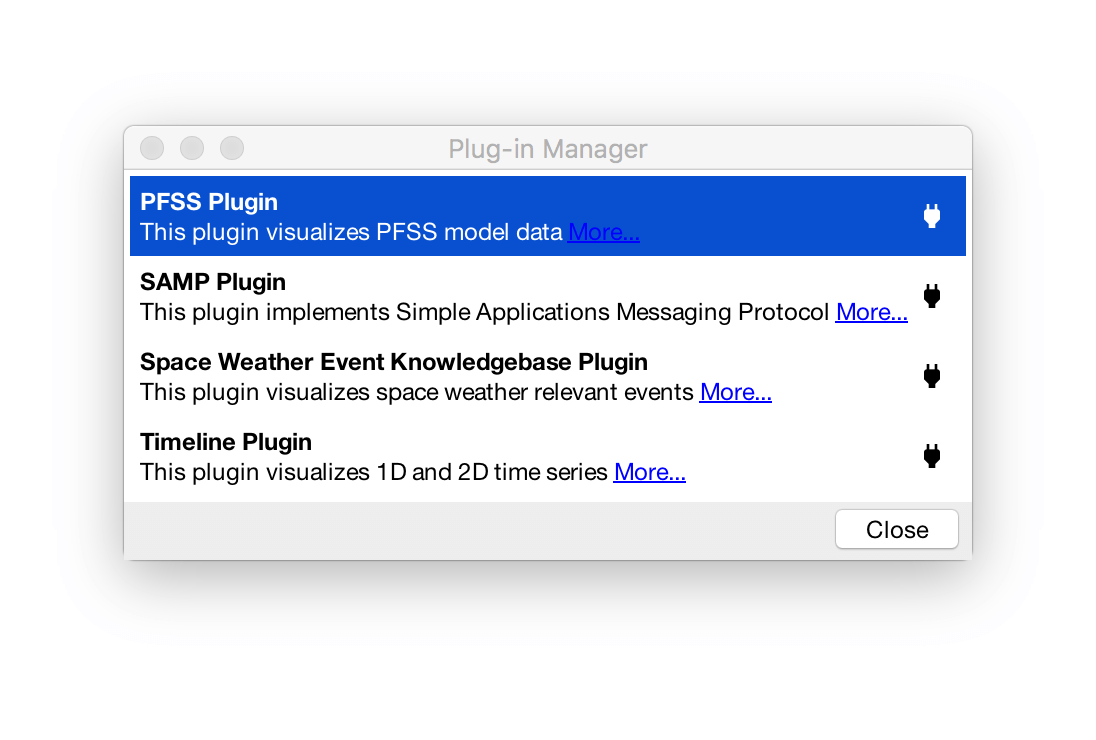 Plug-in Manager
PFSS Plugin
This plugin visualizes PFSS model data More...
SAMP Plugin
This plugin implements Simple Applications Messaging Protocol More...
Space Weather Event Knowledgebase Plugin
This plugin visualizes space weather relevant events More...
Timeline Plugin
This plugin visualizes 1D and 2D time series More...
Close